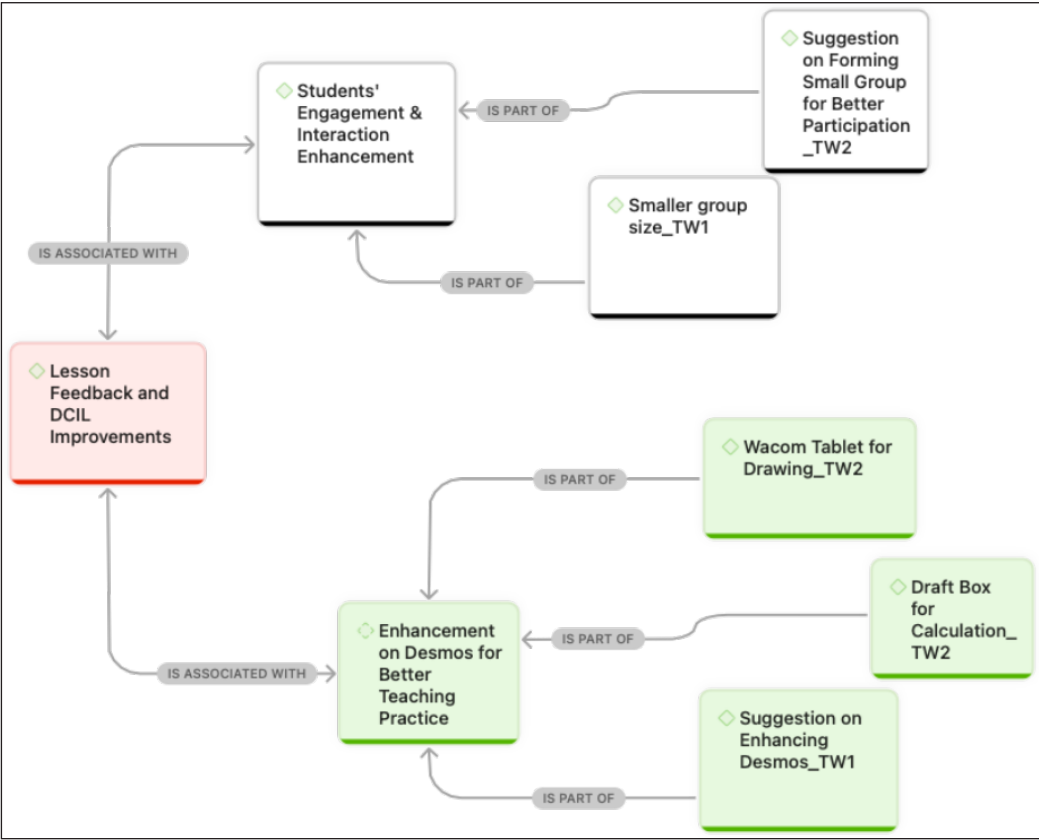 Suggestion
on Forming
Small Group
for Better
Participation
_TW2
Students'
Engagement &
Interaction
Enhancement
IS PART OF
Smaller group
size_TW1
IS ASSOCIATED WITH
IS PART OF
Lesson
Feedback and
DCIL
Improvements
Wacom Tablet for
Drawing_TW2
IS PART OF
Draft Box
for
Calculation_
TW2
Enhancement
on Desmos for
Better
Teaching
Practice
IS PART OF
IS ASSOCIATED WITH
Suggestion on
Enhancing
Desmos_TW1
IS PART OF